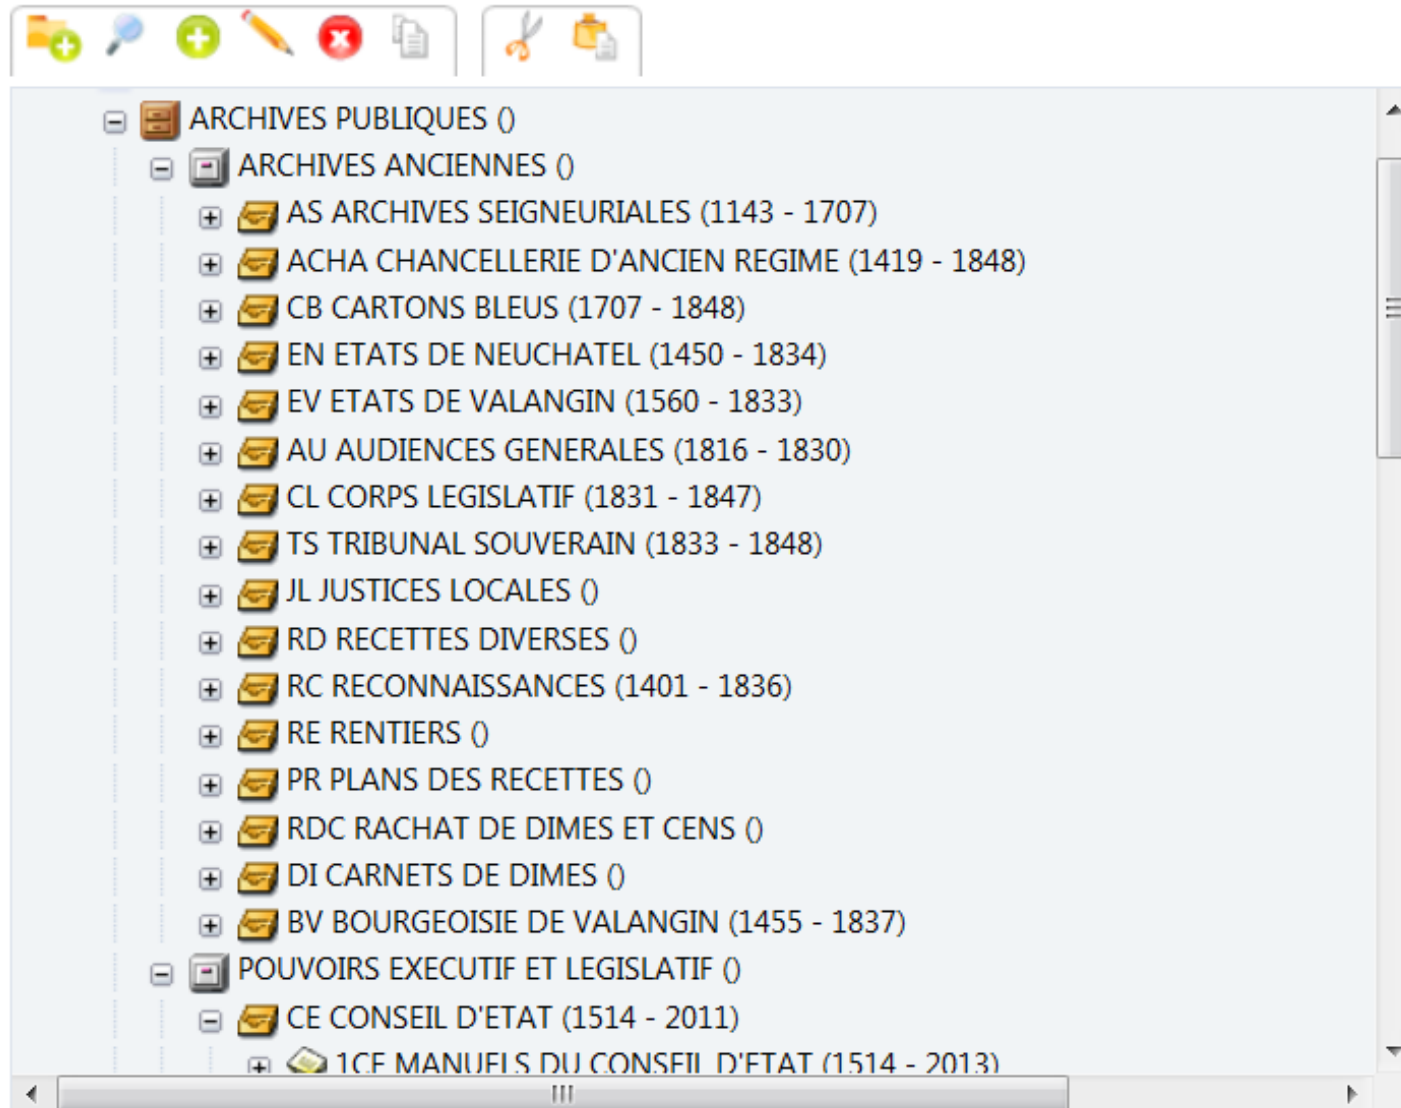 ARCHIVES PUBLIQUES ()
ARCHIVES ANCIENNES ()
AS ARCHIVES SEIGNEURIALES (1143 - 1707)
ACHA CHANCELLERIE D'ANCIEN REGIME (1419 - 1848)
CB CARTONS BLEUS (1707 - 1848)
EN ETATS DE NEUCHATEL (1450 - 1834)
EV ETATS DE VALANGIN (1560 - 1833)
AU AUDIENCES GENERALES (1816 - 1830)
CL CORPS LEGISLATIF (1831 - 1847)
TS TRIBUNAL SOUVERAIN (1833 - 1848)
JL JUSTICES LOCALES ()
RD RECETTES DIVERSES ()
RC RECONNAISSANCES (1401 - 1836)
RE RENTIERS ()
PR PLANS DES RECETTES ()
RDC RACHAT DE DIMES ET CENS ()
DI CARNETS DE DIMES ()
BV BOURGEOISIE DE VALANGIN (1455 - 1837)
POUVOIRS EXECUTIF ET LEGISLATIF ()
CE CONSEIL D'ETAT (1514 - 2011)
1CE MANUELS DU CONSEIL D'ETAT (1514 - 2013)